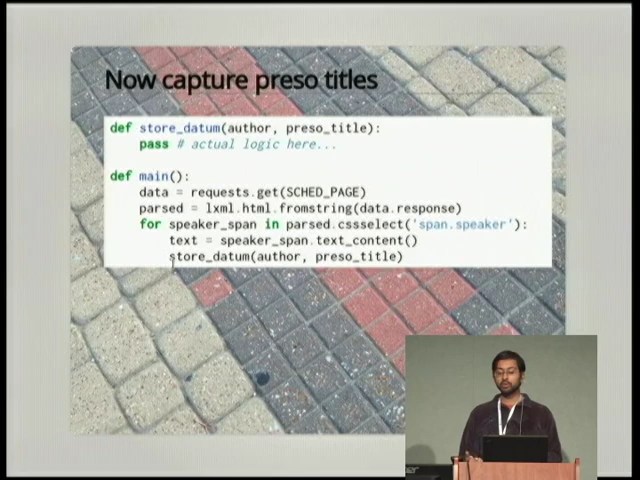 Now capture preso titles
def store_datum(author, preso_title):
pass # actual logic here...
def main():
data = requests.get(SCHED_PAGE)
parsed = lxml.html.fromstring(data.response)
for speaker_span in parsed.cssselect('span.speaker'):
text = speaker_span.text_content()
store_datum(author, preso_title)